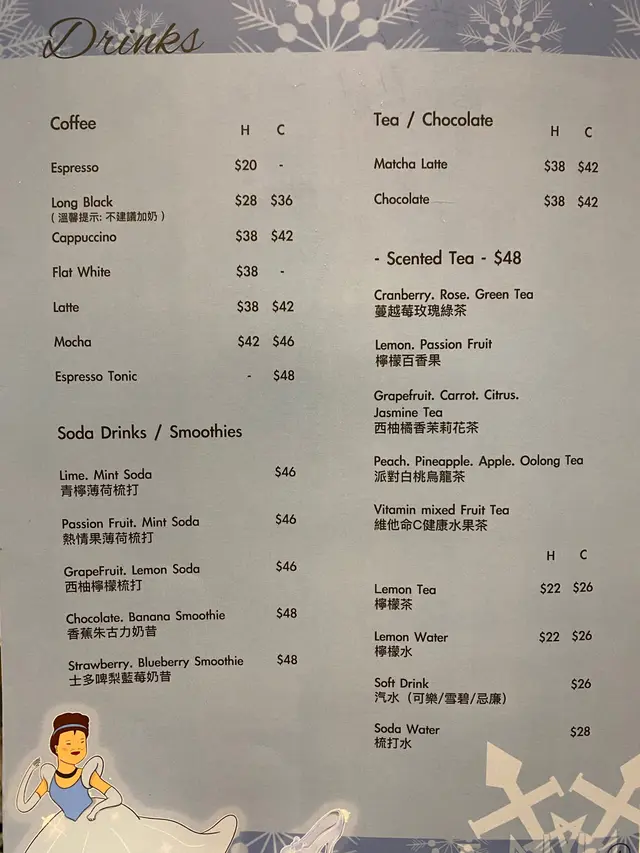 Drinks
Coffee
H C
Espresso $20 -
Long Black $28 $36
( 溫馨提示: 不建議加奶 )
Cappuccino $38 $42
Flat White $38 -
Latte $38 $42
Mocha $42 $46
Espresso Tonic - $48
Soda Drinks / Smoothies
Lime. Mint Soda $46
青檸薄荷梳打
Passion Fruit. Mint Soda $46
熱情果薄荷梳打
GrapeFruit. Lemon Soda $46
西柚檸檬梳打
Chocolate. Banana Smoothie $48
香蕉朱古力奶昔
Strawberry. Blueberry Smoothie $48
士多啤梨藍莓奶昔
Tea / Chocolate
H C
Matcha Latte $38 $42
Chocolate $38 $42
- Scented Tea - $48
Cranberry. Rose. Green Tea
蔓越莓玫瑰綠茶
Lemon. Passion Fruit
檸檬百香果
Grapefruit. Carrot. Citrus.
Jasmine Tea
西柚橘香茉莉花茶
Peach. Pineapple. Apple. Oolong Tea
派對白桃烏龍茶
Vitamin mixed Fruit Tea
維他命C健康水果茶
H C
Lemon Tea $22 $26
檸檬茶
Lemon Water $22 $26
檸檬水
Soft Drink $26
汽水（可樂/雪碧/忌廉）
Soda Water $28
梳打水